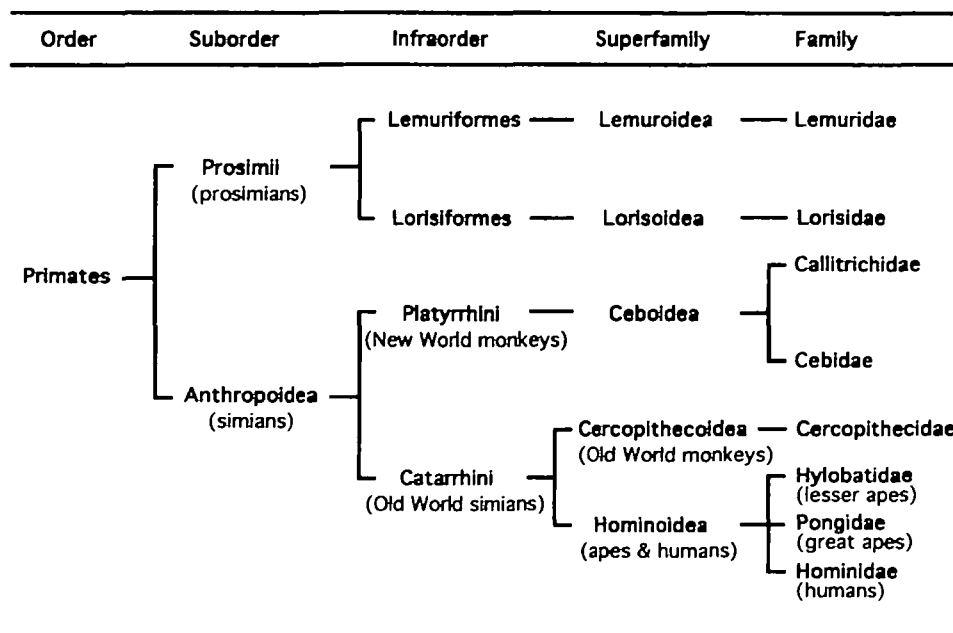 Order Suborder Infraorder Superfamily Family
Lemuriformes Lemuroidea Lemuridae
Prosimii
(prosimians)
Lorisiformes Lorisoidea Lorisidae
Callitrichidae
Primates
Platyrrhini Ceboidea
(New World monkeys)
Cebidae
Anthropoidea
(simians)
Cercopithecoidea Cercopithecidae
(Old World monkeys)
Hylobatidae
(lesser apes)
Catarrhini
(Old World simians)
Hominoidea Pongidae
(apes & humans) (great apes)
Hominidae
(humans)